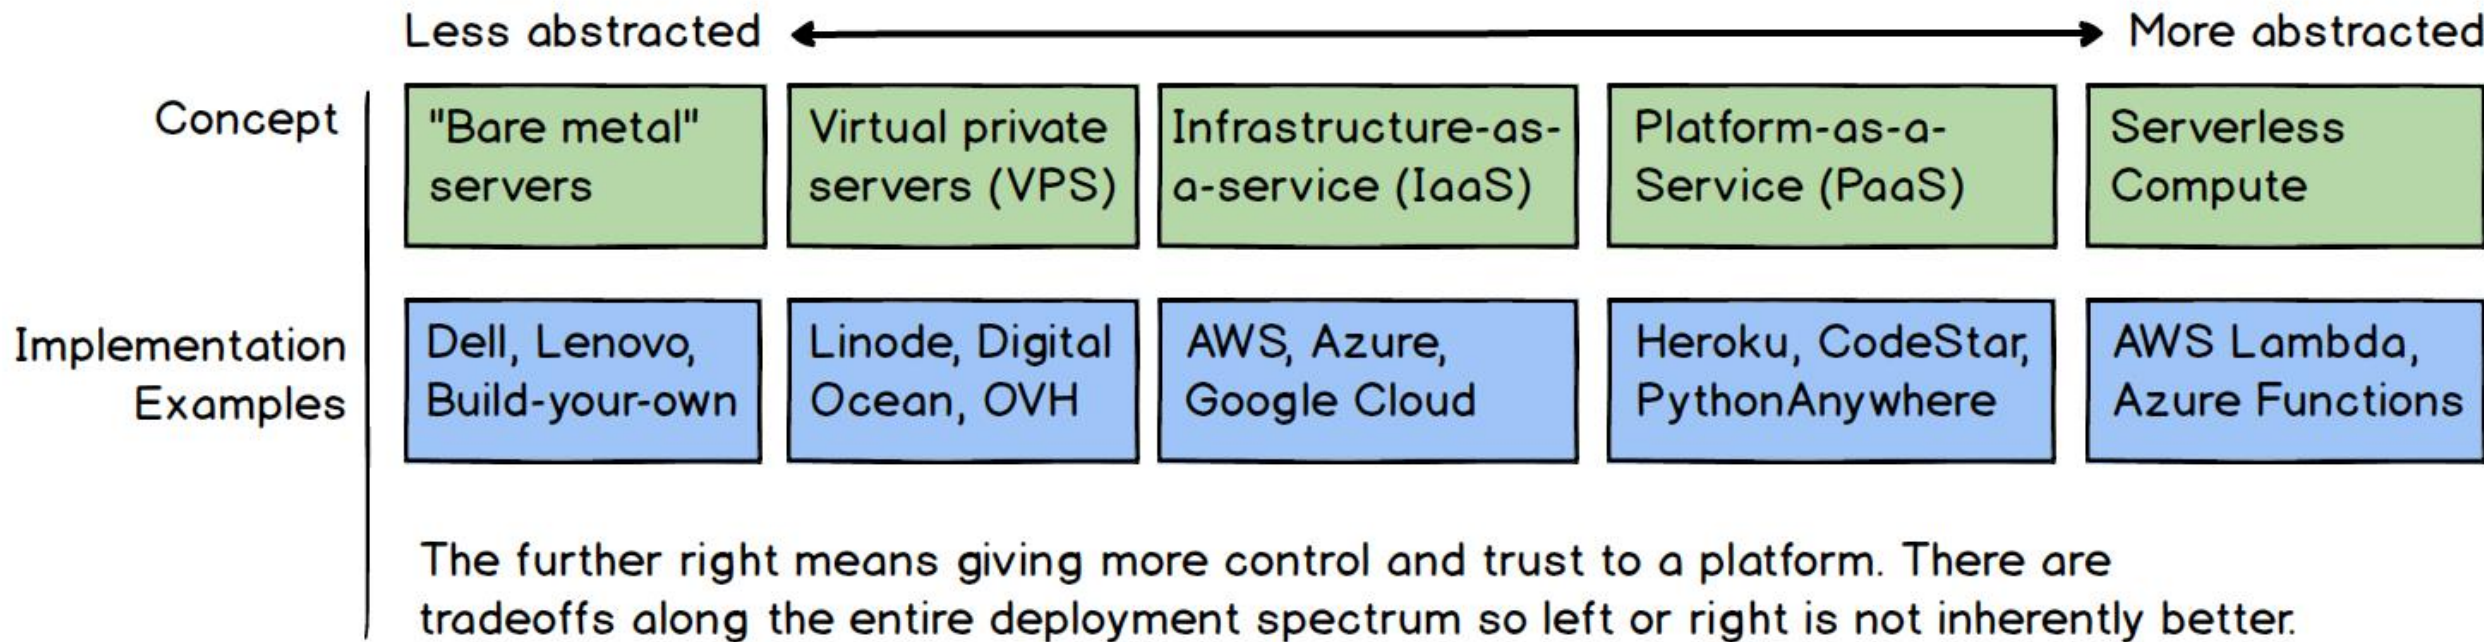 Less abstracted
More abstracted
Concept
"Bare metal"
servers
Virtual private
servers (VPS)
Infrastructure-as-
a-service (IaaS)
Platform-as-a-
Service (PaaS)
Serverless
Compute
Implementation
Examples
Dell, Lenovo,
Build-your-own
Linode, Digital
Ocean, OVH
AWS, Azure,
Google Cloud
Heroku, CodeStar,
PythonAnywhere
AWS Lambda,
Azure Functions
The further right means giving more control and trust to a platform. There are
tradeoffs along the entire deployment spectrum so left or right is not inherently better.